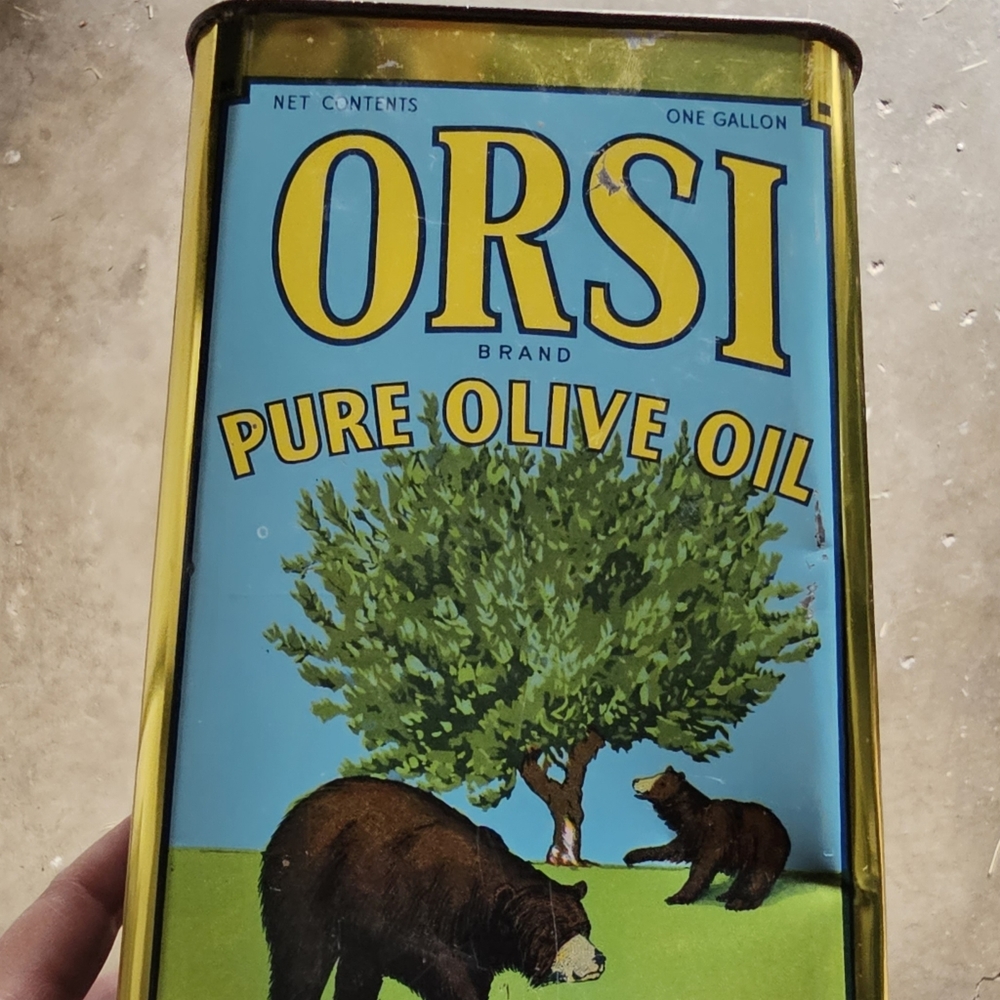 NET CONTENTS ONE GALLON
ORSI
BRAND
PURE OLIVE OIL